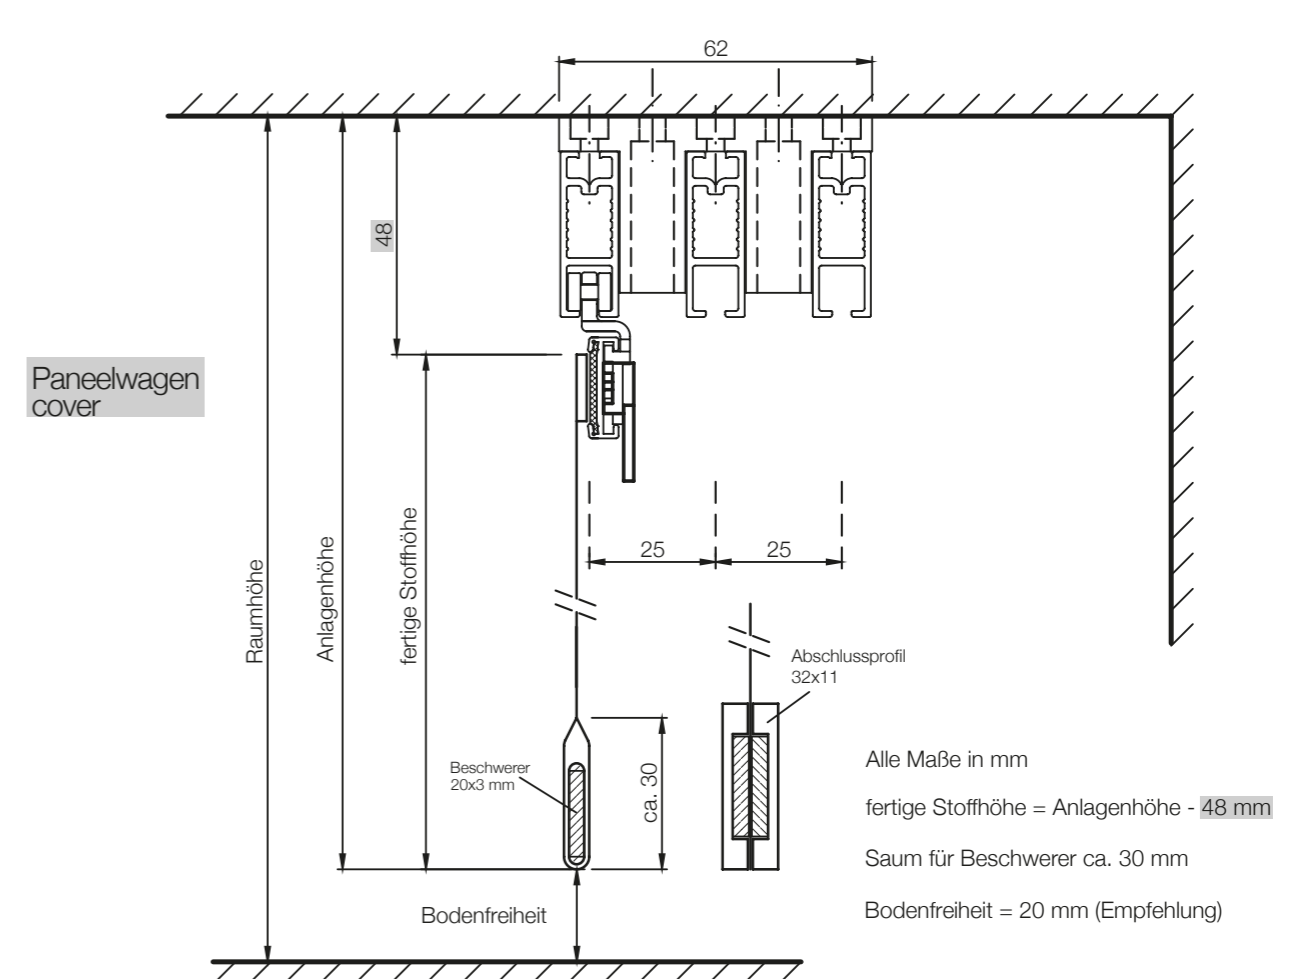 62
48
Paneelwagen
cover
Raumhöhe
Anlagenhöhe
fertige Stoffhöhe
25
25
Abschlussprofil
32x11
Beschwerer
20x3 mm
ca. 30
Bodenfreiheit
Alle Maße in mm
fertige Stoffhöhe = Anlagenhöhe - 48 mm
Saum für Beschwerer ca. 30 mm
Bodenfreiheit = 20 mm (Empfehlung)